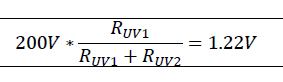 200V * R_UV1 / (R_UV1 + R_UV2) = 1.22V